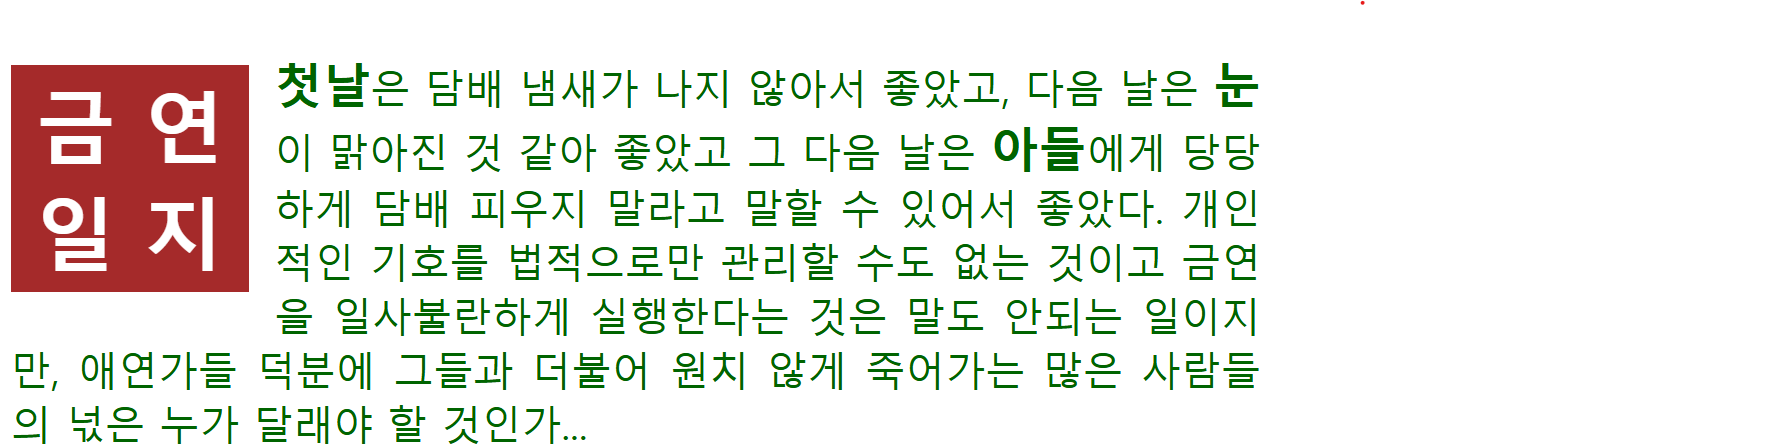 금 연
일 지
첫날은 담배 냄새가 나지 않아서 좋았고, 다음 날은 눈
이 맑아진 것 같아 좋았고 그 다음 날은 아들에게 당당
하게 담배 피우지 말라고 말할 수 있어서 좋았다. 개인
적인 기호를 법적으로만 관리할 수도 없는 것이고 금연
을 일사불란하게 실행한다는 것은 말도 안되는 일이지
만, 애연가들 덕분에 그들과 더불어 원치 않게 죽어가는 많은 사람들
의 넋은 누가 달래야 할 것인가...